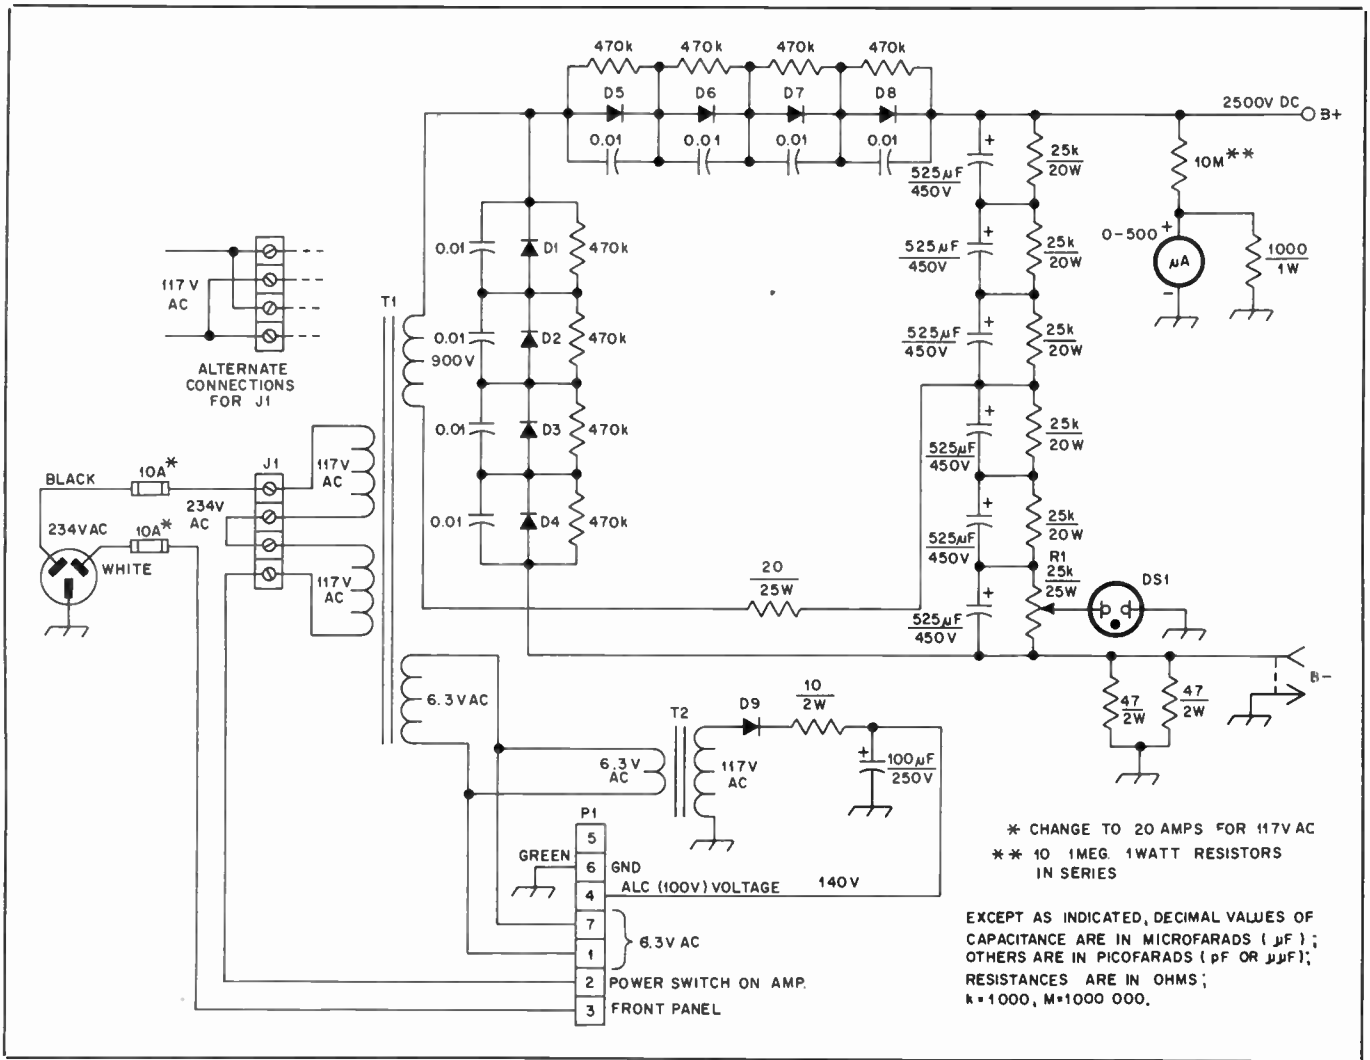 470k 470k 470k 470k
D5 D6 D7 D8
0.01 0.01 0.01 0.01
2500V DC B+
+
525µF
450V
25k
20W
10M**
0.01 D1 470k
+
525µF
450V
25k
20W
0-500 +
µA
-
1000
1W
117V
AC
ALTERNATE
CONNECTIONS
FOR J1
T1
900V
0.01 D2 470k
+
525µF
450V
25k
20W
0.01 D3 470k
+
525µF
450V
25k
20W
0.01 D4 470k
+
525µF
450V
25k
20W
BLACK
10A*
J1
117V
AC
234V
AC
234VAC
10A*
WHITE
117V
AC
20
25W
+
525µF
450V
R1
25k
25W
DS1
B-
47
2W
47
2W
6.3VAC
T2
6.3V
AC
117V
AC
D9
10
2W
+
100µF
250V
P1
5
GREEN 6 GND
4 ALC (100V) VOLTAGE 140V
7
1
6.3V AC
2 POWER SWITCH ON AMP.
3 FRONT PANEL
* CHANGE TO 20 AMPS FOR 117V AC
** 10 1MEG. 1WATT RESISTORS
IN SERIES
EXCEPT AS INDICATED, DECIMAL VALUES OF
CAPACITANCE ARE IN MICROFARADS (µF);
OTHERS ARE IN PICOFARADS (pF OR µµF);
RESISTANCES ARE IN OHMS;
k=1000, M=1000 000.